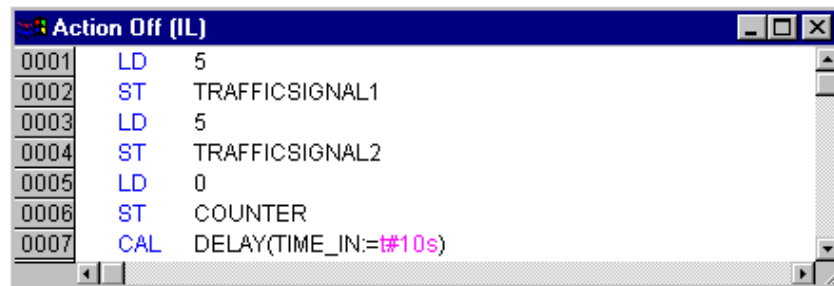 Action Off (IL)
0001 LD 5
0002 ST TRAFFICSIGNAL1
0003 LD 5
0004 ST TRAFFICSIGNAL2
0005 LD 0
0006 ST COUNTER
0007 CAL DELAY(TIME_IN:=t#10s)